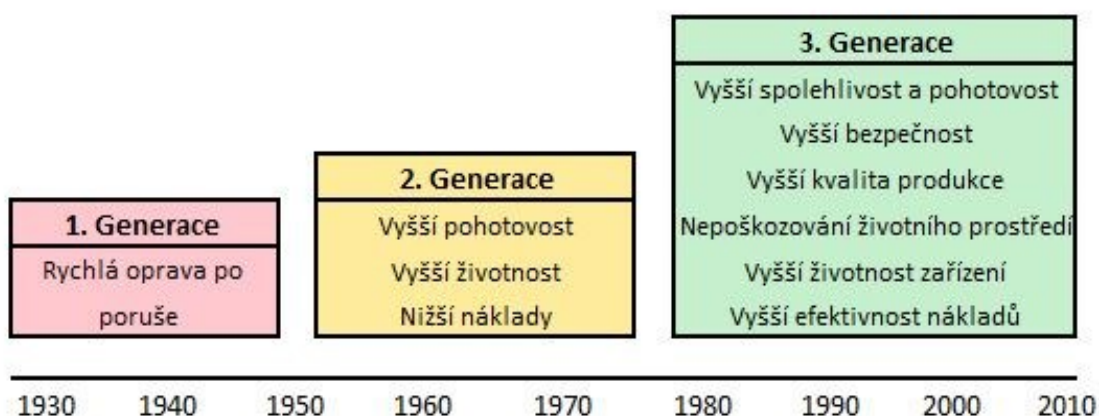 1. Generace
Rychlá oprava po
poruše
2. Generace
Vyšší pohotovost
Vyšší životnost
Nižší náklady
3. Generace
Vyšší spolehlivost a pohotovost
Vyšší bezpečnost
Vyšší kvalita produkce
Nepoškozování životního prostředí
Vyšší životnost zařízení
Vyšší efektivnost nákladů
1930 1940 1950 1960 1970 1980 1990 2000 2010